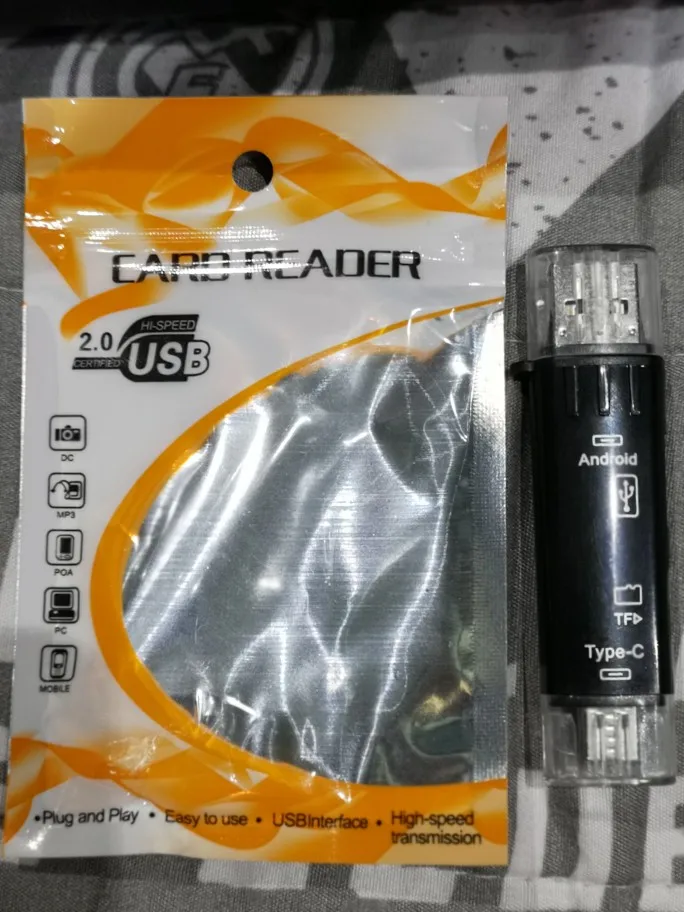 CARD READER
HI-SPEED
2.0
CERTIFIED USB
DC
MP3
POA
PC
MOBILE
•Plug and Play • Easy to use • USBInterface • High-speed
transmission
Android
TF
Type-C